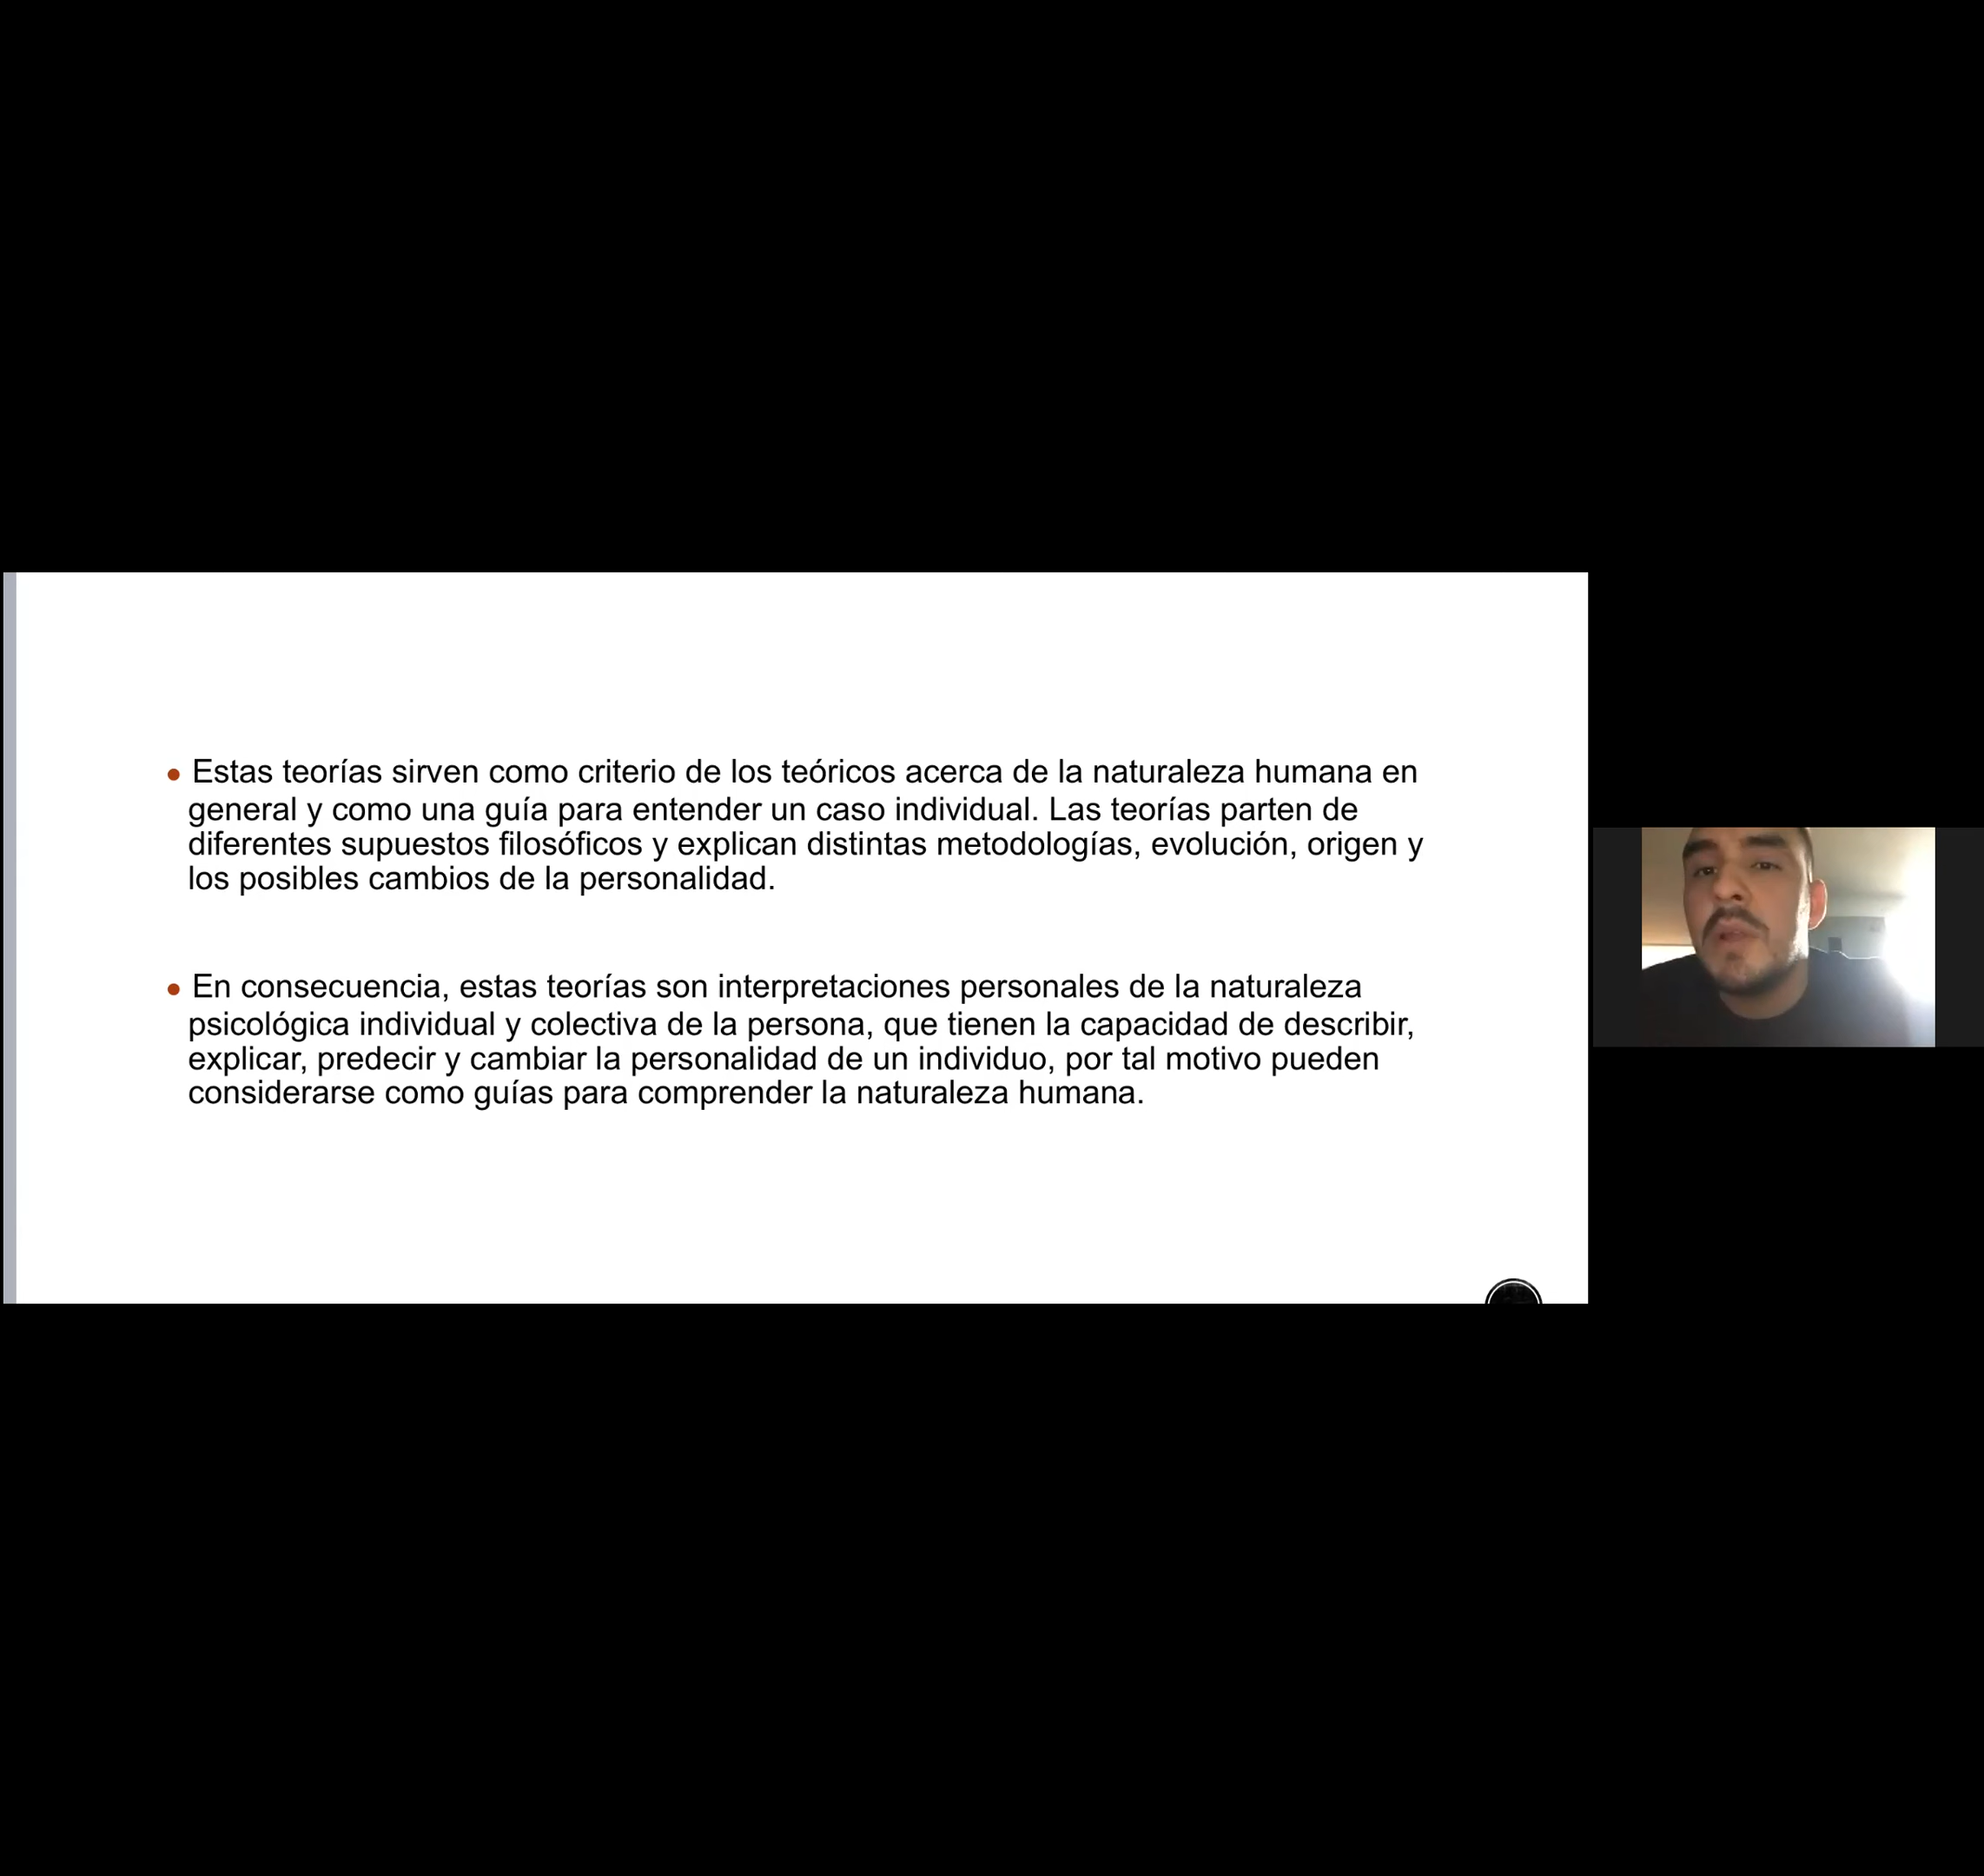 Estas teorías sirven como criterio de los teóricos acerca de la naturaleza humana en
general y como una guía para entender un caso individual. Las teorías parten de
diferentes supuestos filosóficos y explican distintas metodologías, evolución, origen y
los posibles cambios de la personalidad.
En consecuencia, estas teorías son interpretaciones personales de la naturaleza
psicológica individual y colectiva de la persona, que tienen la capacidad de describir,
explicar, predecir y cambiar la personalidad de un individuo, por tal motivo pueden
considerarse como guías para comprender la naturaleza humana.